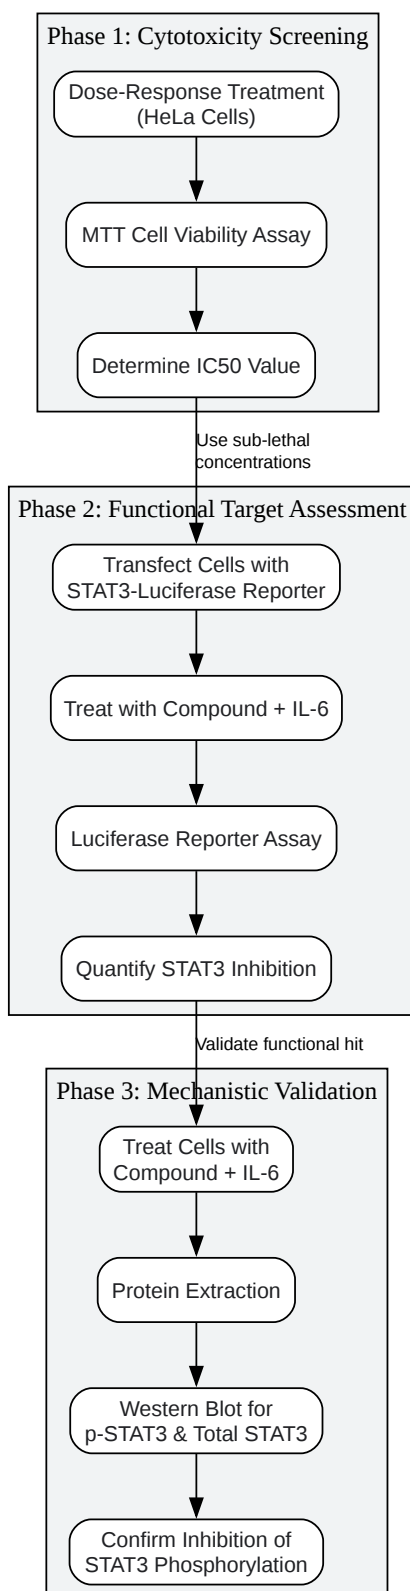 Phase 1: Cytotoxicity Screening
Dose-Response Treatment
(HeLa Cells)
MTT Cell Viability Assay
Determine IC50 Value
Use sub-lethal
concentrations
Phase 2: Functional Target Assessment
Transfect Cells with
STAT3-Luciferase Reporter
Treat with Compound + IL-6
Luciferase Reporter Assay
Quantify STAT3 Inhibition
Validate functional hit
Phase 3: Mechanistic Validation
Treat Cells with
Compound + IL-6
Protein Extraction
Western Blot for
p-STAT3 & Total STAT3
Confirm Inhibition of
STAT3 Phosphorylation